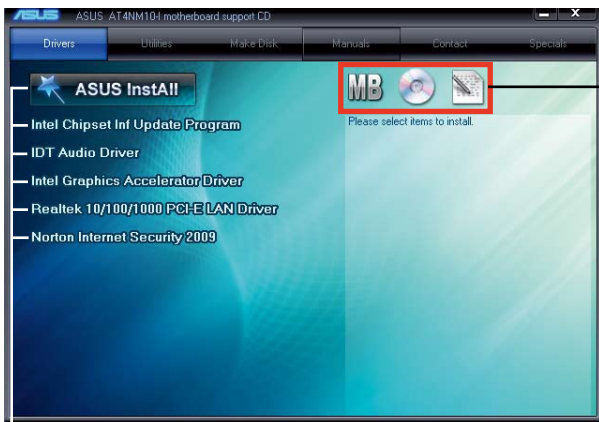 ASUS ASUS AT4NM10-I motherboard support CD
Drivers Utilities Make Disk Manuals Contact Specials
ASUS InstAll
MB
Please select items to install.
Intel Chipset Inf Update Program
IDT Audio Driver
Intel Graphics Accelerator Driver
Realtek 10/100/1000 PCI-E LAN Driver
Norton Internet Security 2009